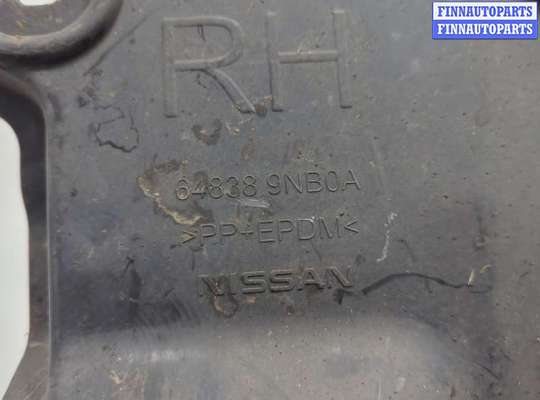 FINNAUTOPARTS
FINNAUTOPARTS
RH
64838 9NB0A
>PP+EPDM<
NISSAN